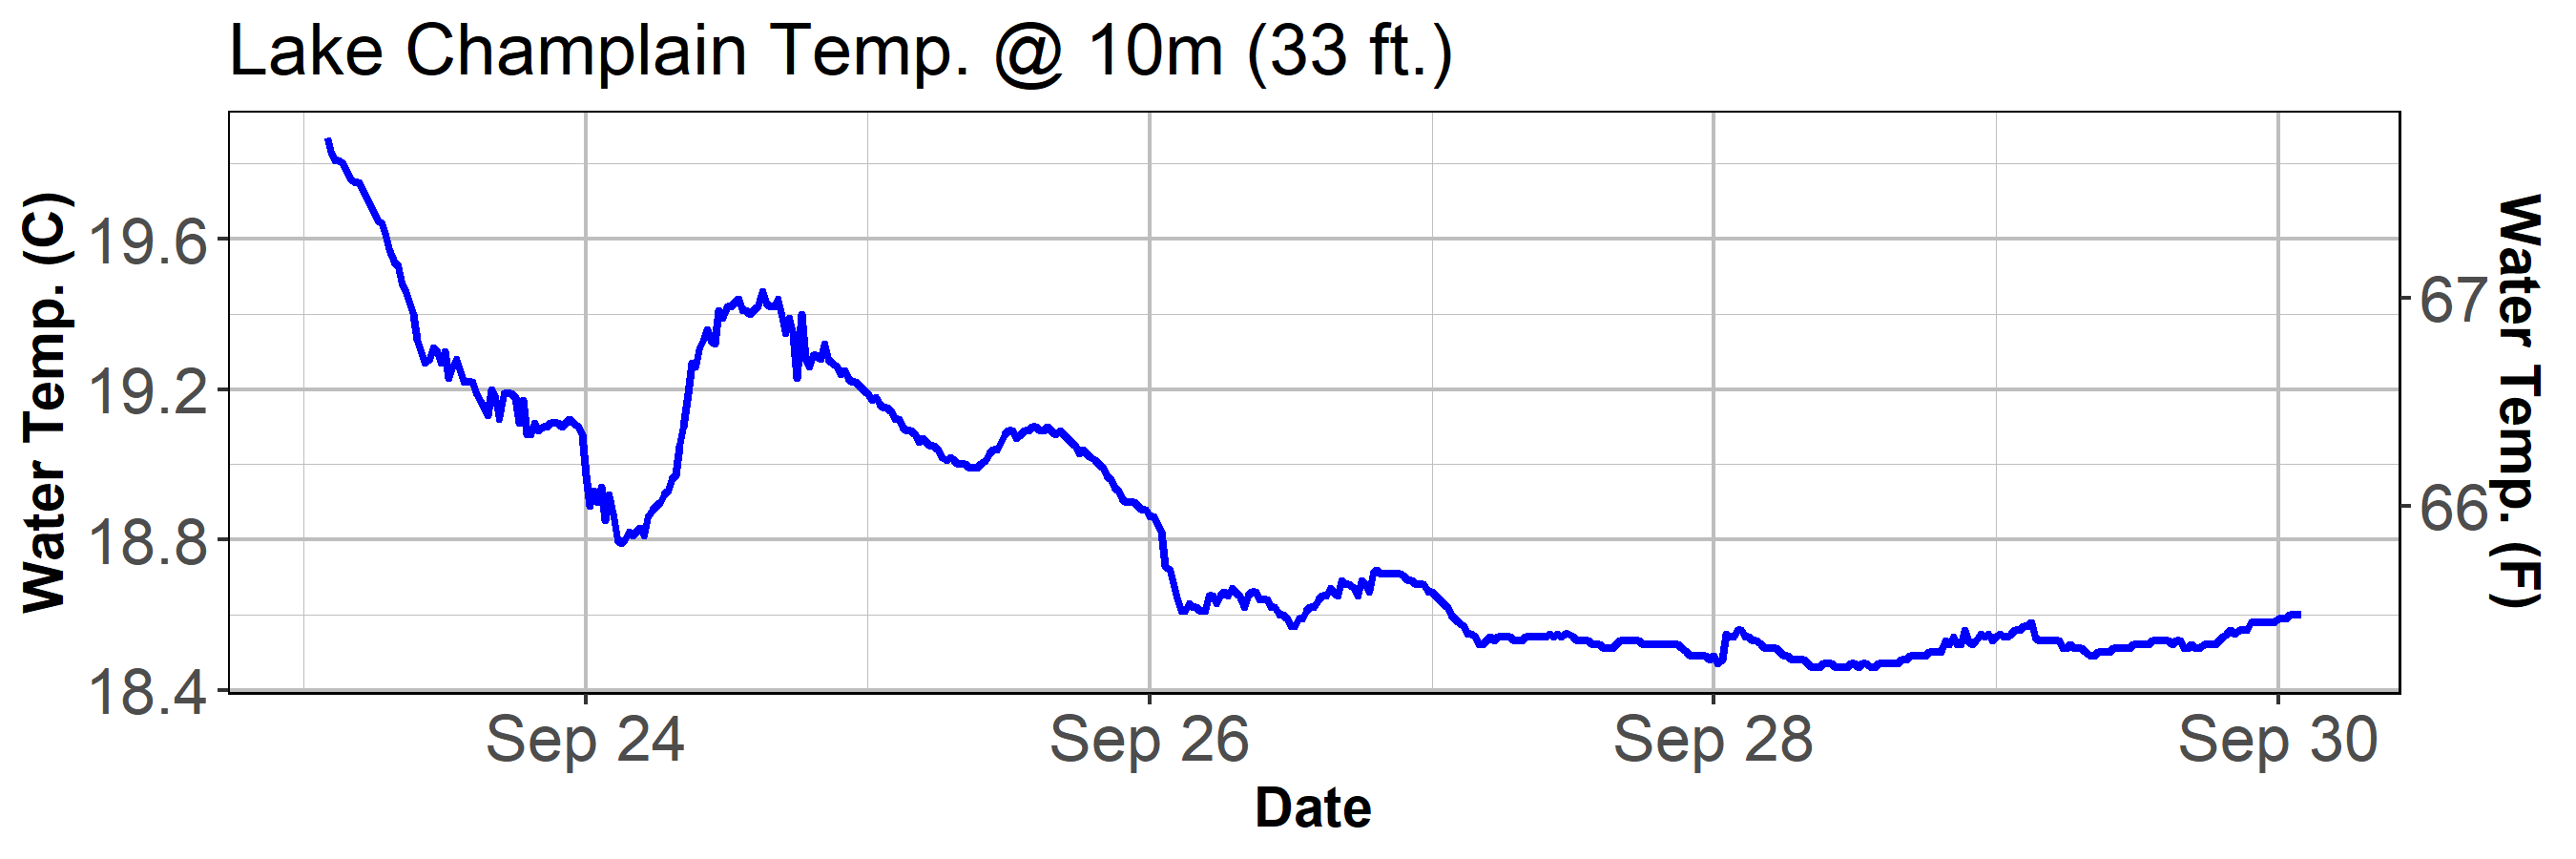 Lake Champlain Temp. @ 10m (33 ft.)
Water Temp. (C)
19.6
19.2
18.8
18.4
67
66
Water Temp. (F)
Sep 24
Sep 26
Sep 28
Sep 30
Date